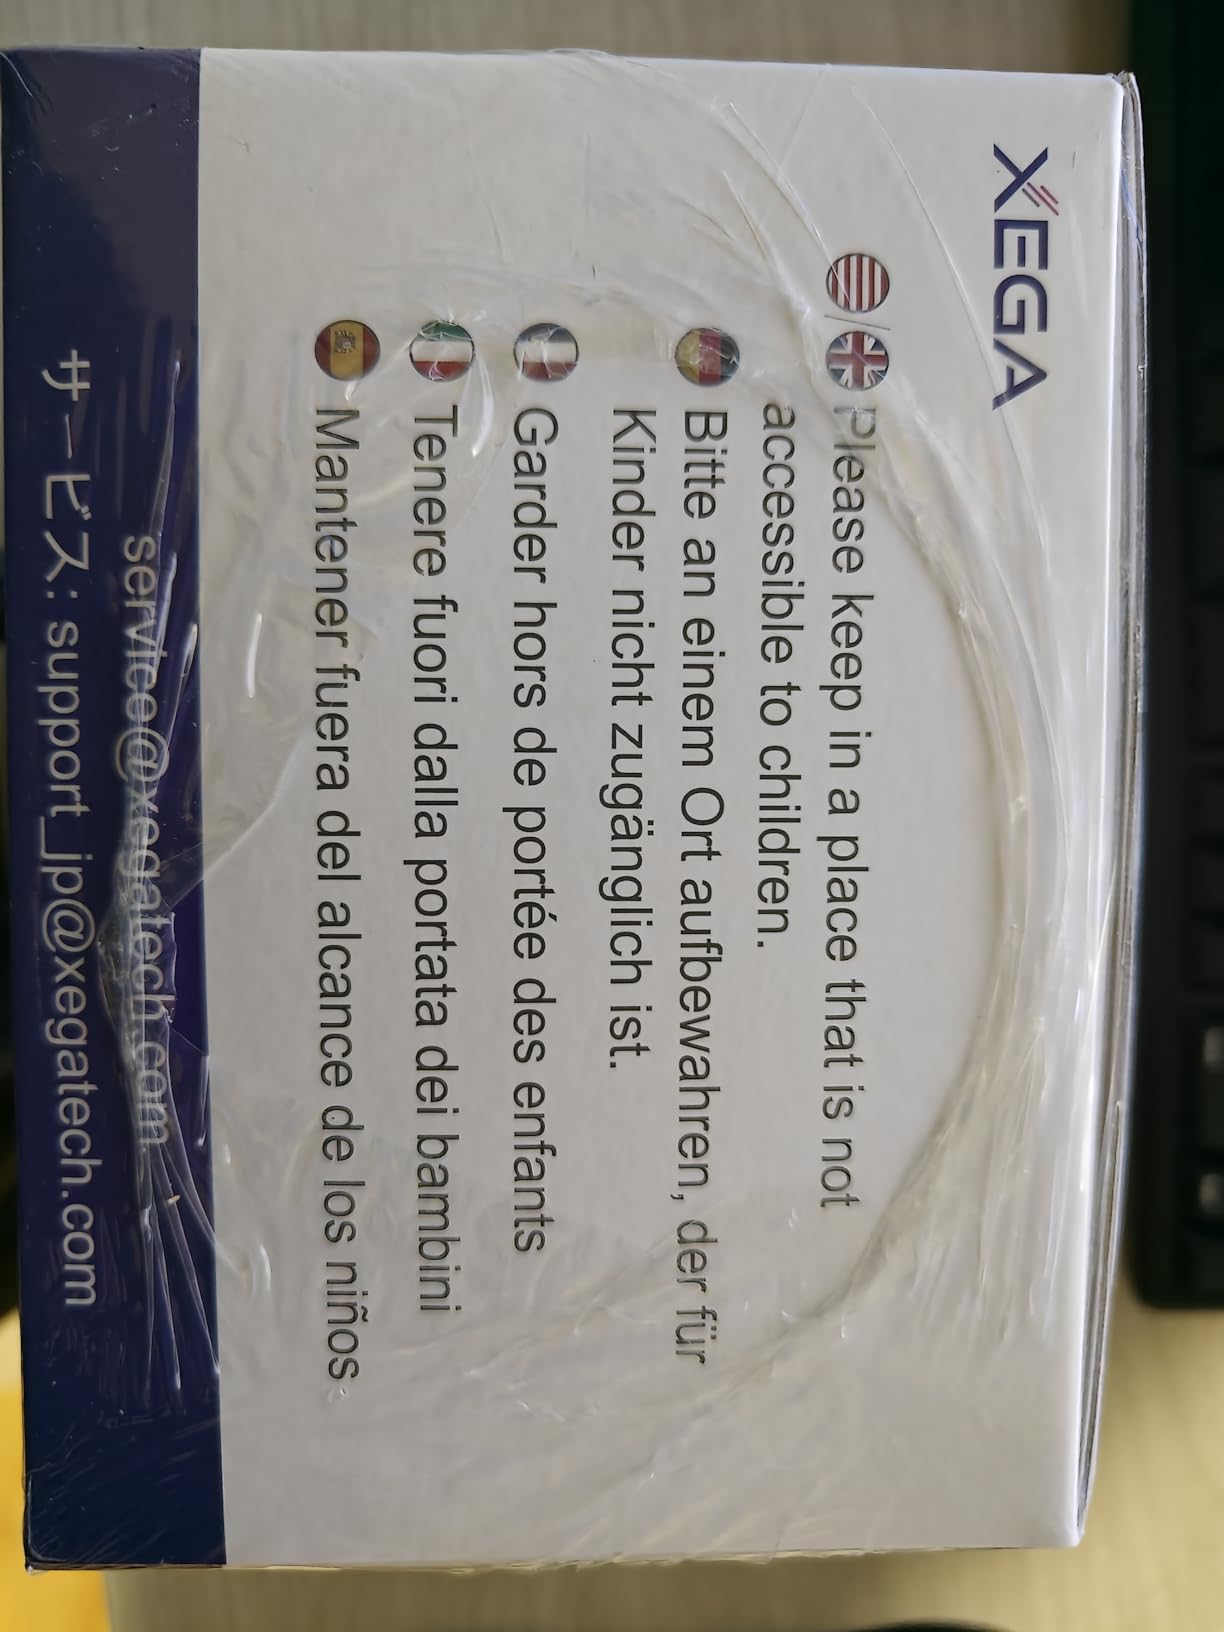 XEGA
Please keep in a place that is not
accessible to children.
Bitte an einem Ort aufbewahren, der für
Kinder nicht zugänglich ist.
Garder hors de portée des enfants
Tenere fuori dalla portata dei bambini
Mantener fuera del alcance de los niños
service@xegatech.com
サービス: support_jp@xegatech.com